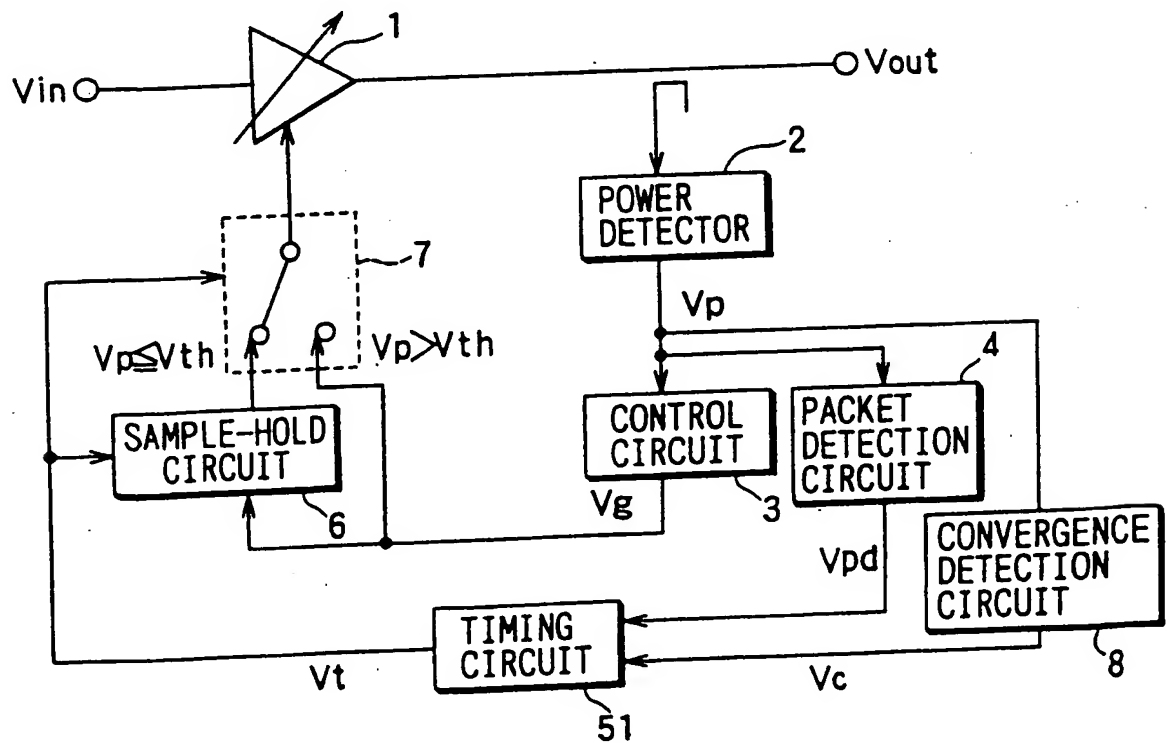 1
Vin
Vout
2
POWER
DETECTOR
7
Vp
Vp≦Vth
Vp>Vth
4
SAMPLE-HOLD
CIRCUIT
CONTROL
CIRCUIT
PACKET
DETECTION
CIRCUIT
6
Vg
3
CONVERGENCE
DETECTION
CIRCUIT
Vpd
TIMING
CIRCUIT
8
Vt
Vc
51